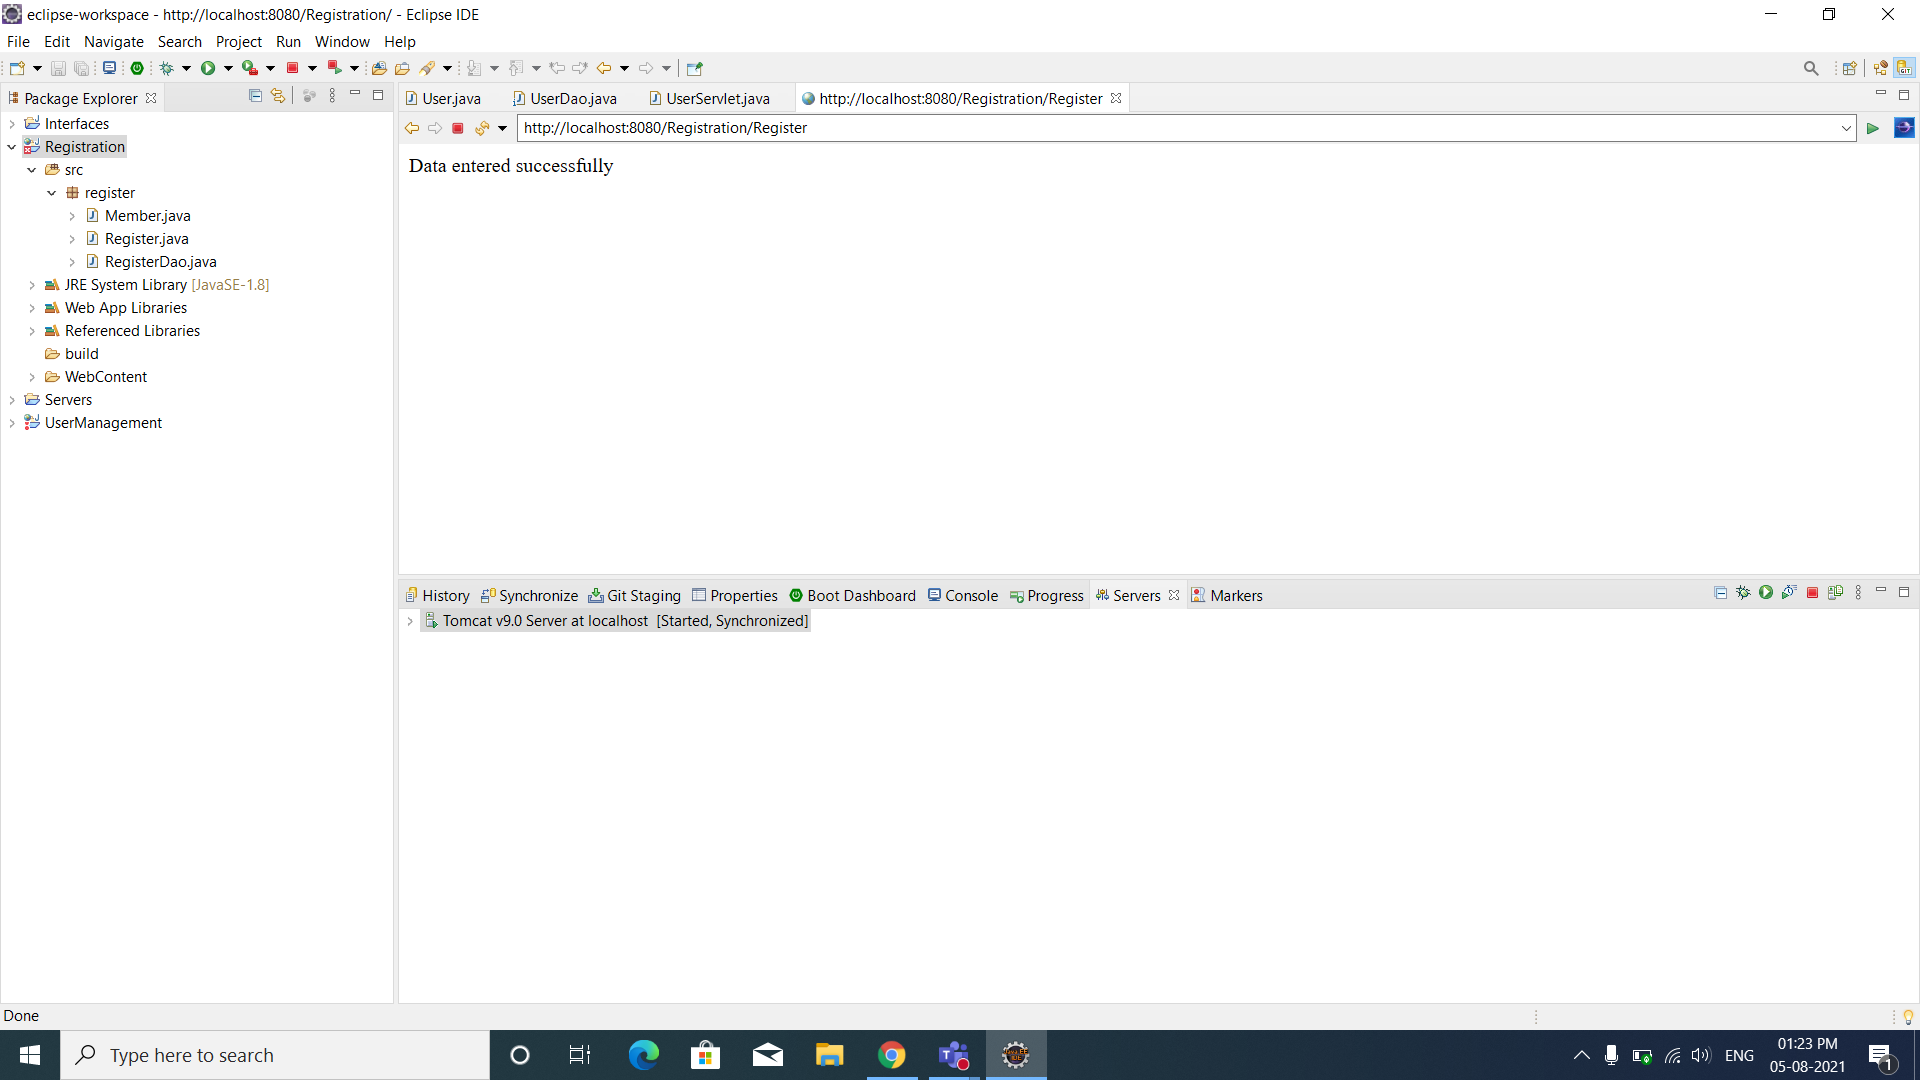 eclipse-workspace - http://localhost:8080/Registration/ - Eclipse IDE
File Edit Navigate Search Project Run Window Help
Package Explorer
Interfaces
Registration
src
register
Member.java
Register.java
RegisterDao.java
JRE System Library [JavaSE-1.8]
Web App Libraries
Referenced Libraries
build
WebContent
Servers
UserManagement
User.java UserDao.java UserServlet.java http://localhost:8080/Registration/Register
http://localhost:8080/Registration/Register
Data entered successfully
History Synchronize Git Staging Properties Boot Dashboard Console Progress Servers Markers
Tomcat v9.0 Server at localhost [Started, Synchronized]
Done
Type here to search
ENG
01:23 PM
05-08-2021
1